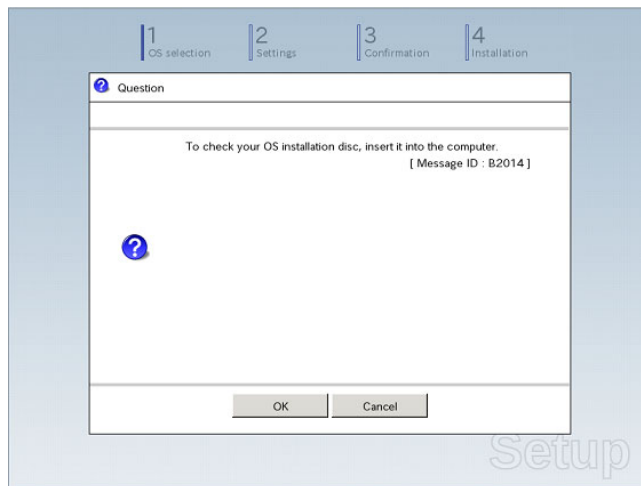 1
OS selection
2
Settings
3
Confirmation
4
Installation
Question
To check your OS installation disc, insert it into the computer.
[ Message ID : B2014 ]
OK
Cancel
Setup